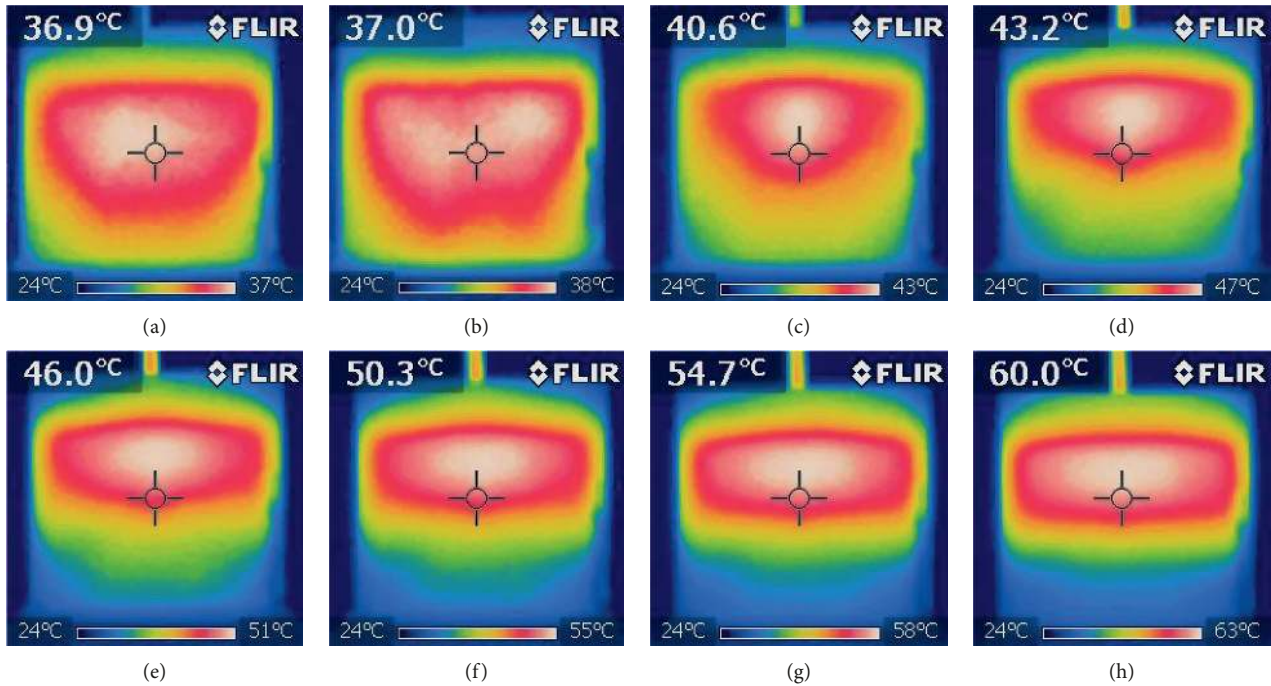 36.9°C FLIR
37.0°C FLIR
40.6°C FLIR
43.2°C FLIR
24°C 37°C
24°C 38°C
24°C 43°C
24°C 47°C
(a)
(b)
(c)
(d)
46.0°C FLIR
50.3°C FLIR
54.7°C FLIR
60.0°C FLIR
24°C 51°C
24°C 55°C
24°C 58°C
24°C 63°C
(e)
(f)
(g)
(h)